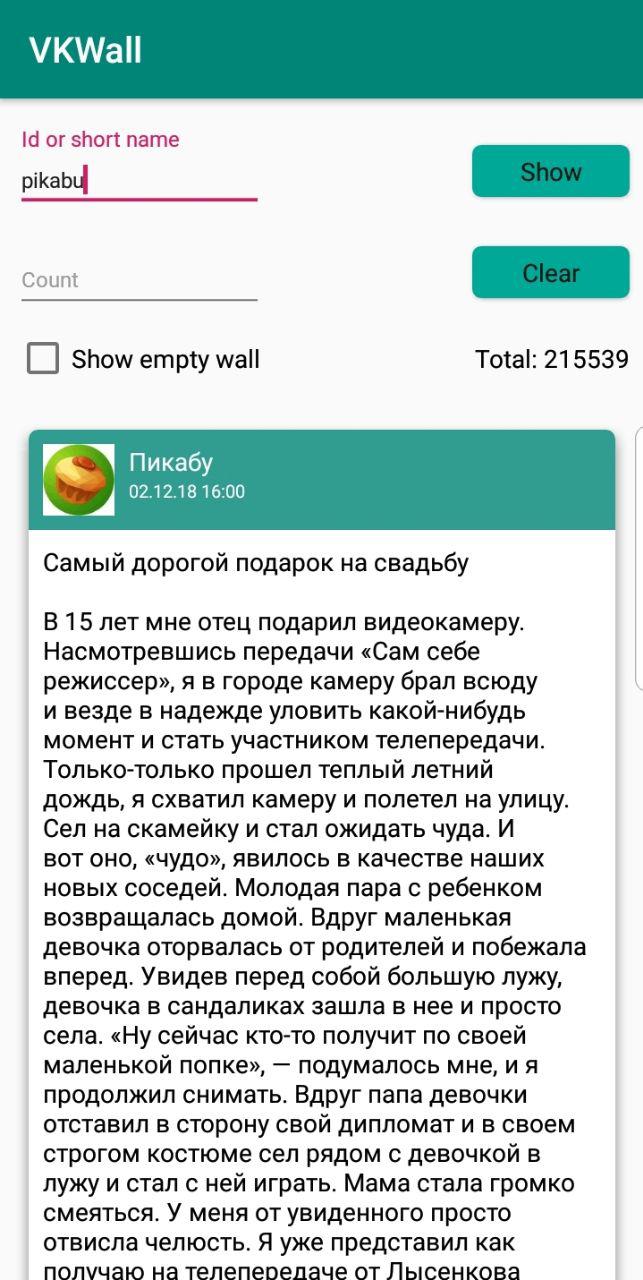 VKWall
Id or short name
pikabu
Show
Count
Clear
Show empty wall
Total: 215539
Пикабу
02.12.18 16:00
Самый дорогой подарок на свадьбу
В 15 лет мне отец подарил видеокамеру.
Насмотревшись передачи «Сам себе
режиссер», я в городе камеру брал всюду
и везде в надежде уловить какой-нибудь
момент и стать участником телепередачи.
Только-только прошел теплый летний
дождь, я схватил камеру и полетел на улицу.
Сел на скамейку и стал ожидать чуда. И
вот оно, «чудо», явилось в качестве наших
новых соседей. Молодая пара с ребенком
возвращалась домой. Вдруг маленькая
девочка оторвалась от родителей и побежала
вперед. Увидев перед собой большую лужу,
девочка в сандаликах зашла в нее и просто
села. «Ну сейчас кто-то получит по своей
маленькой попке», — подумалось мне, и я
продолжил снимать. Вдруг папа девочки
отставил в сторону свой дипломат и в своем
строгом костюме сел рядом с девочкой в
лужу и стал с ней играть. Мама стала громко
смеяться. У меня от увиденного просто
отвисла челюсть. Я уже представил как
получаю на телепередаче от Лысенкова